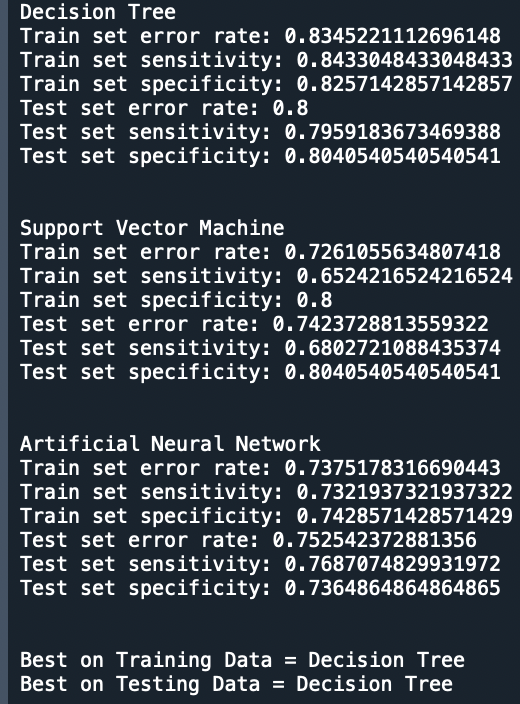 Decision Tree
Train set error rate: 0.8345221112696148
Train set sensitivity: 0.8433048433048433
Train set specificity: 0.8257142857142857
Test set error rate: 0.8
Test set sensitivity: 0.7959183673469388
Test set specificity: 0.8040540540540541
Support Vector Machine
Train set error rate: 0.7261055634807418
Train set sensitivity: 0.6524216524216524
Train set specificity: 0.8
Test set error rate: 0.7423728813559322
Test set sensitivity: 0.6802721088435374
Test set specificity: 0.8040540540540541
Artificial Neural Network
Train set error rate: 0.7375178316690443
Train set sensitivity: 0.7321937321937322
Train set specificity: 0.7428571428571429
Test set error rate: 0.752542372881356
Test set sensitivity: 0.7687074829931972
Test set specificity: 0.7364864864864865
Best on Training Data = Decision Tree
Best on Testing Data = Decision Tree